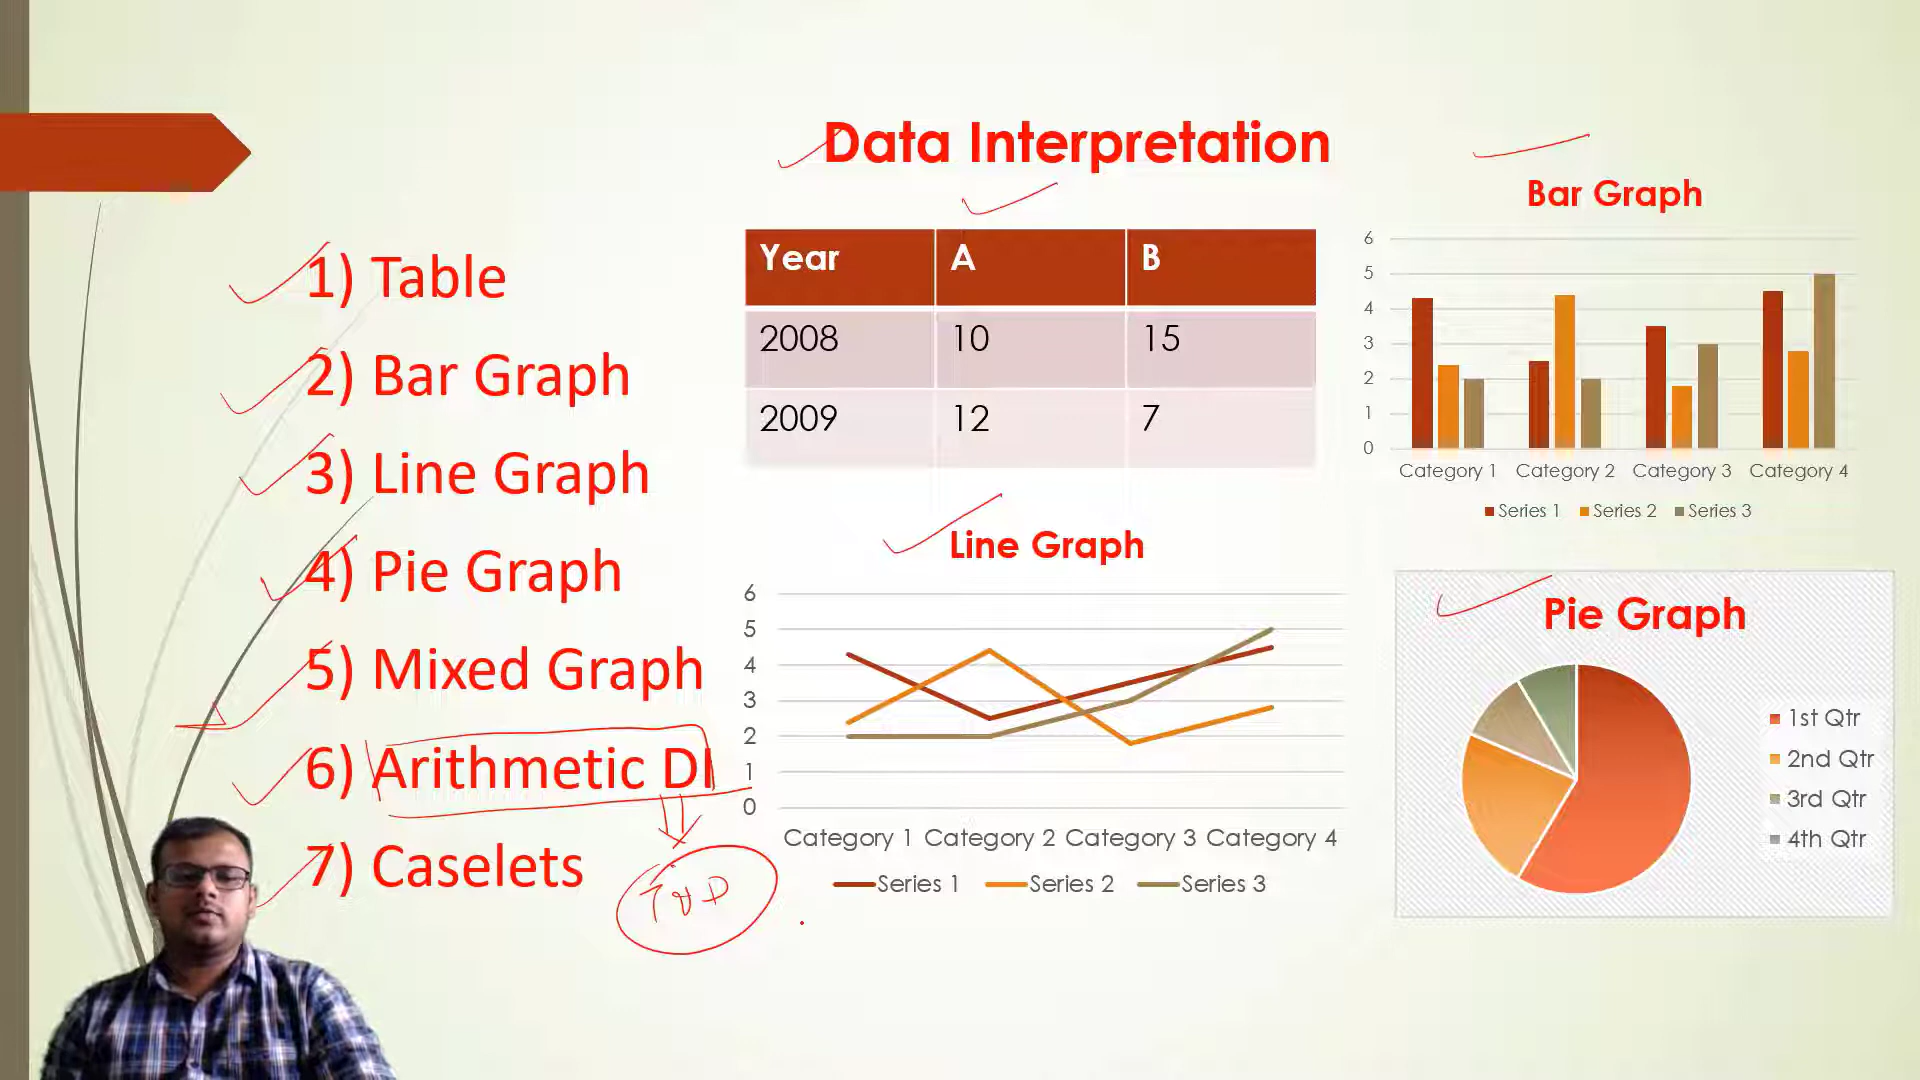 Data Interpretation
1) Table
2) Bar Graph
3) Line Graph
4) Pie Graph
5) Mixed Graph
6) Arithmetic DI
7) Caselets
Year A B
2008 10 15
2009 12 7
Bar Graph
6
5
4
3
2
1
0
Category 1 Category 2 Category 3 Category 4
Series 1 Series 2 Series 3
Line Graph
6
5
4
3
2
1
0
Category 1 Category 2 Category 3 Category 4
Series 1 Series 2 Series 3
Pie Graph
1st Qtr
2nd Qtr
3rd Qtr
4th Qtr